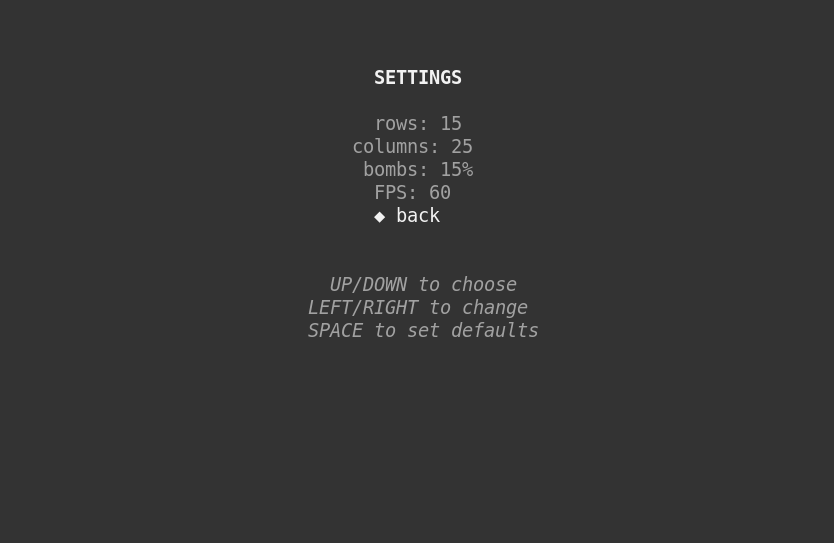 SETTINGS
rows: 15
columns: 25
bombs: 15%
FPS: 60
◆ back
UP/DOWN to choose
LEFT/RIGHT to change
SPACE to set defaults